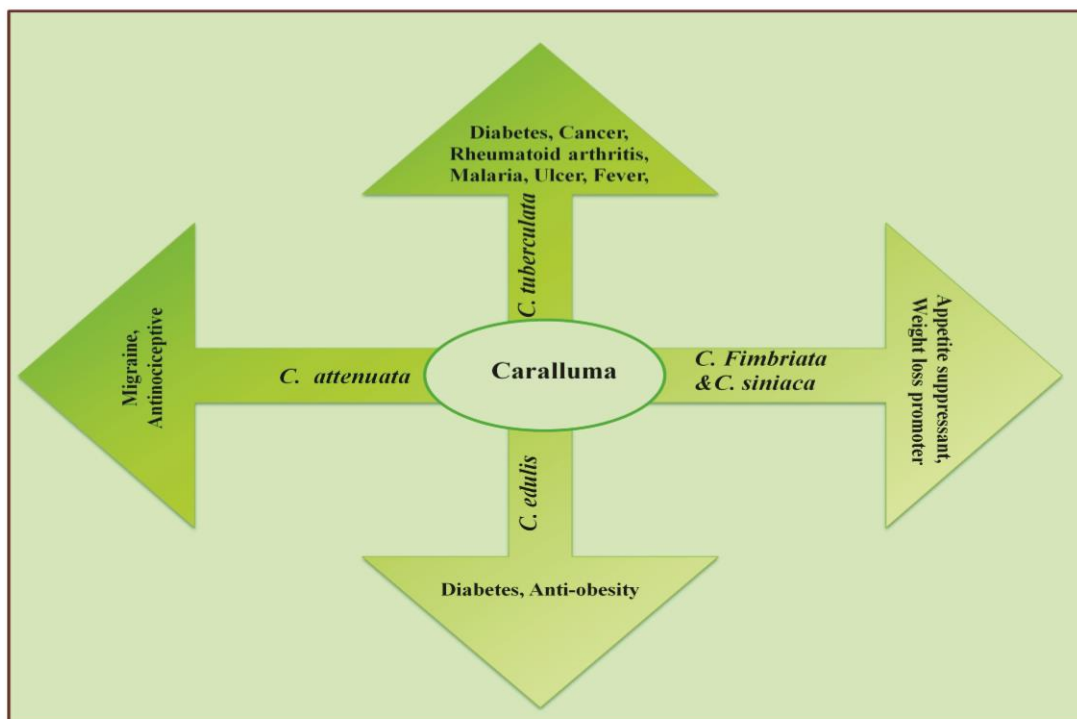 Diabetes, Cancer,
Rheumatoid arthritis,
Malaria, Ulcer, Fever,
C. tuberculata
Migraine,
Antinociceptive
C. attenuata
Caralluma
C. Fimbriata
&C. siniaca
Appetite suppressant,
Weight loss promoter
C. edulis
Diabetes, Anti-obesity